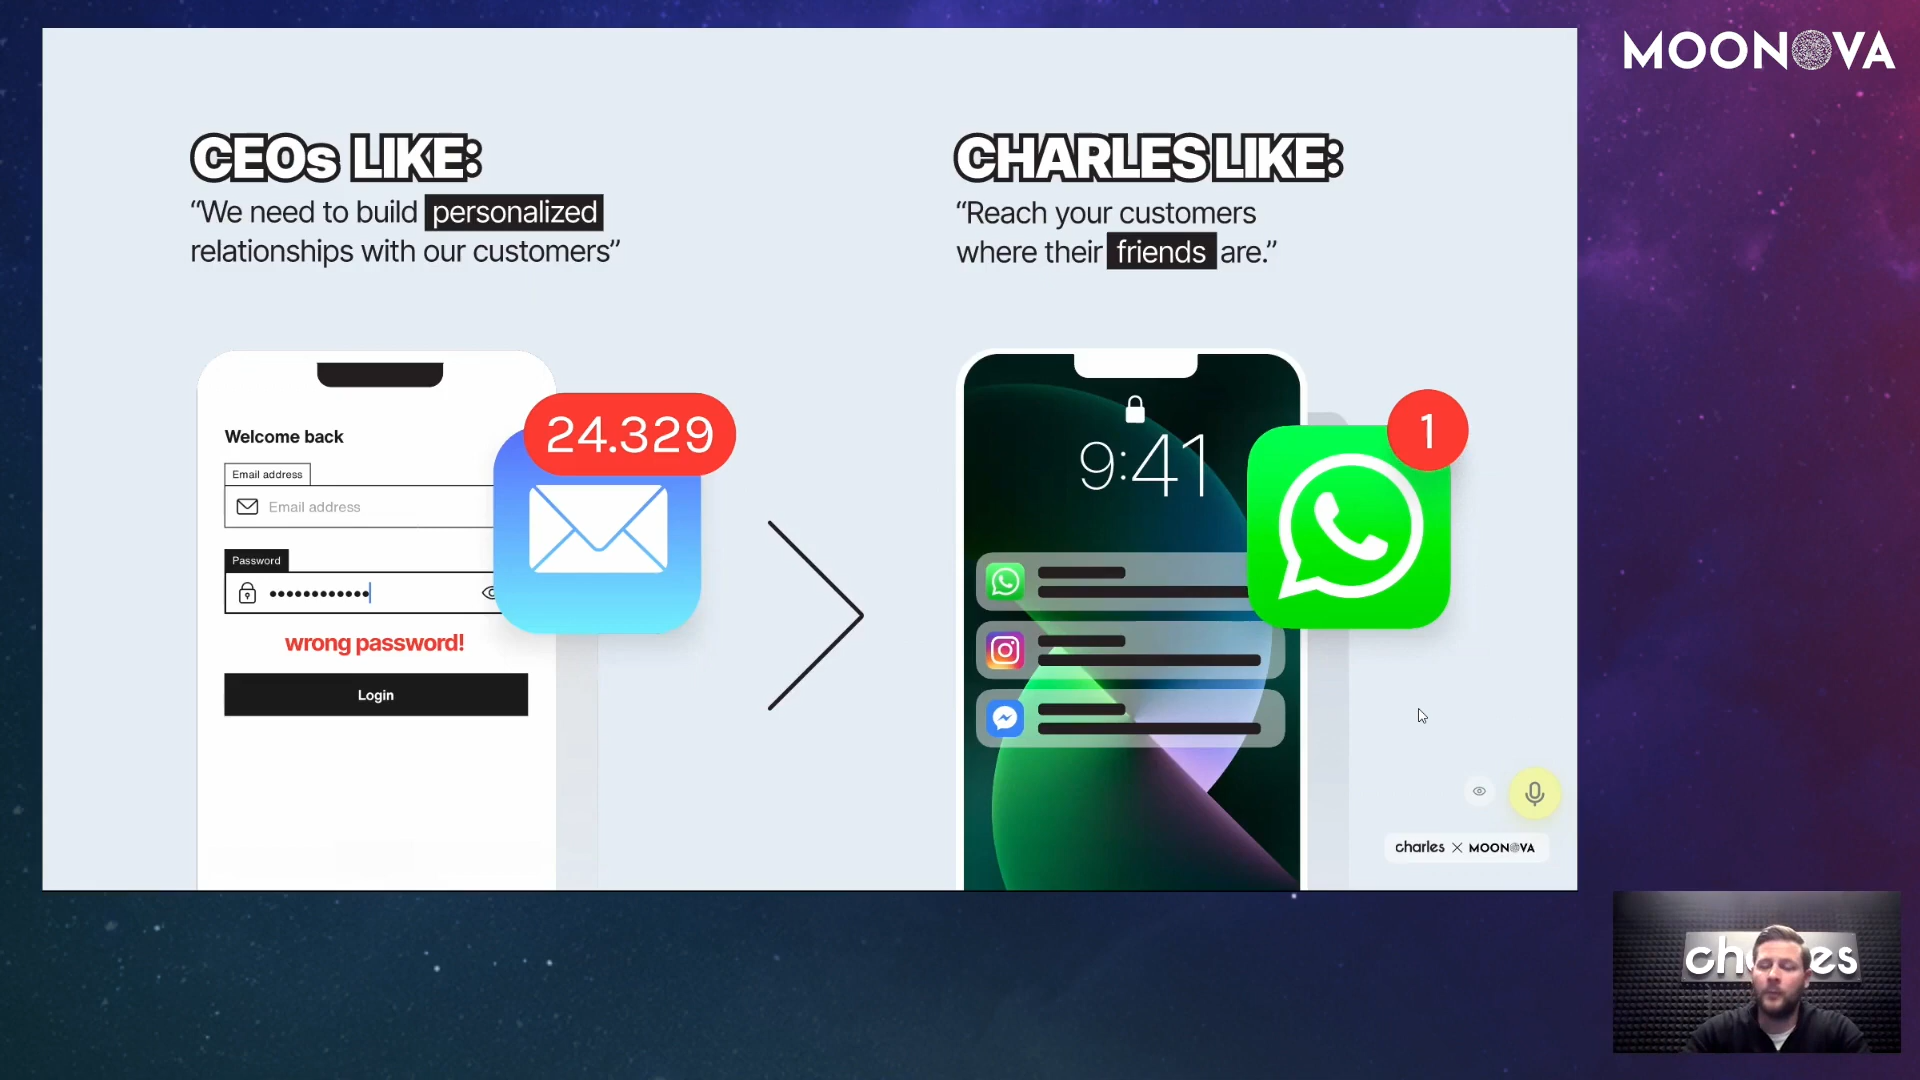 MOONOVA
CEOs LIKE:
“We need to build personalized
relationships with our customers”
CHARLES LIKE:
“Reach your customers
where their friends are.”
Welcome back
Email address
Email address
Password
wrong password!
Login
24.329
9:41
1
charles X MOONOVA
ch es